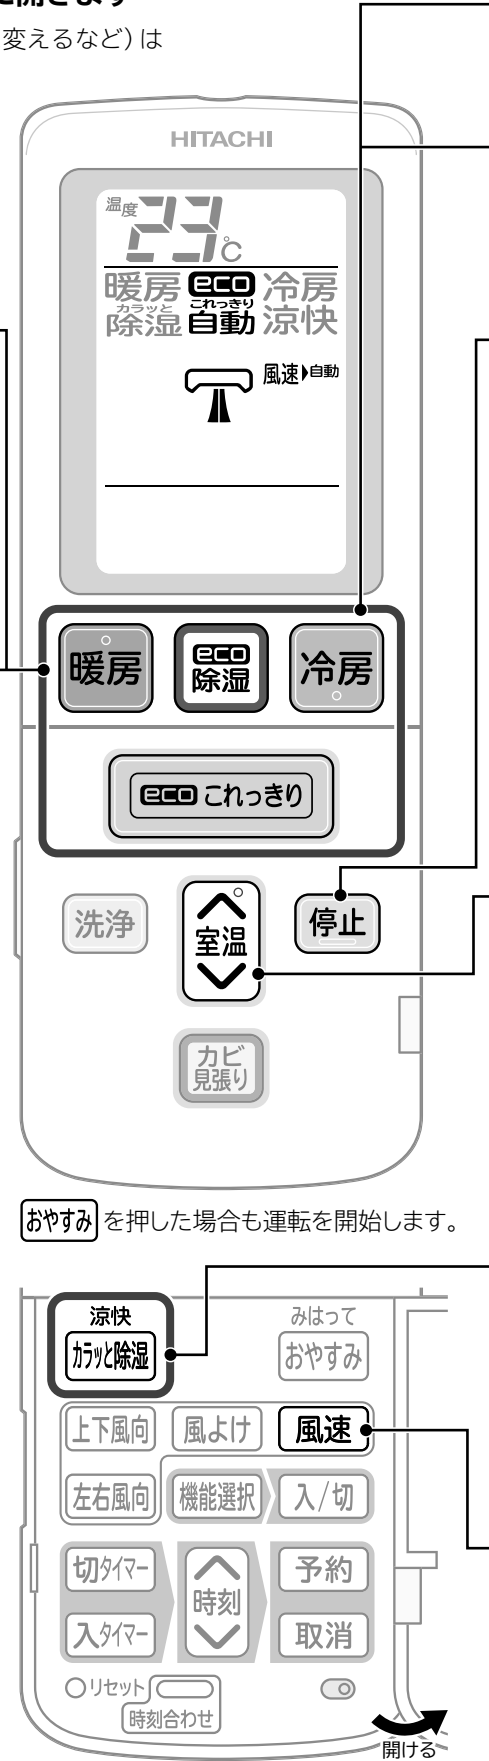 に開きます
変えるなど）は
HITACHI
温度 23℃
暖房 eco 冷房
カラッと これっきり
除湿 自動 涼快
風速 自動
暖房
eco
除湿
冷房
eco これっきり
洗浄
室温
停止
カビ
見張り
おやすみ を押した場合も運転を開始します。
涼快
カラッと除湿
みはって
おやすみ
上下風向 風よけ 風速
左右風向 機能選択 入/切
切タイマー 時刻 予約
入タイマー 取消
リセット
時刻合わせ
開ける